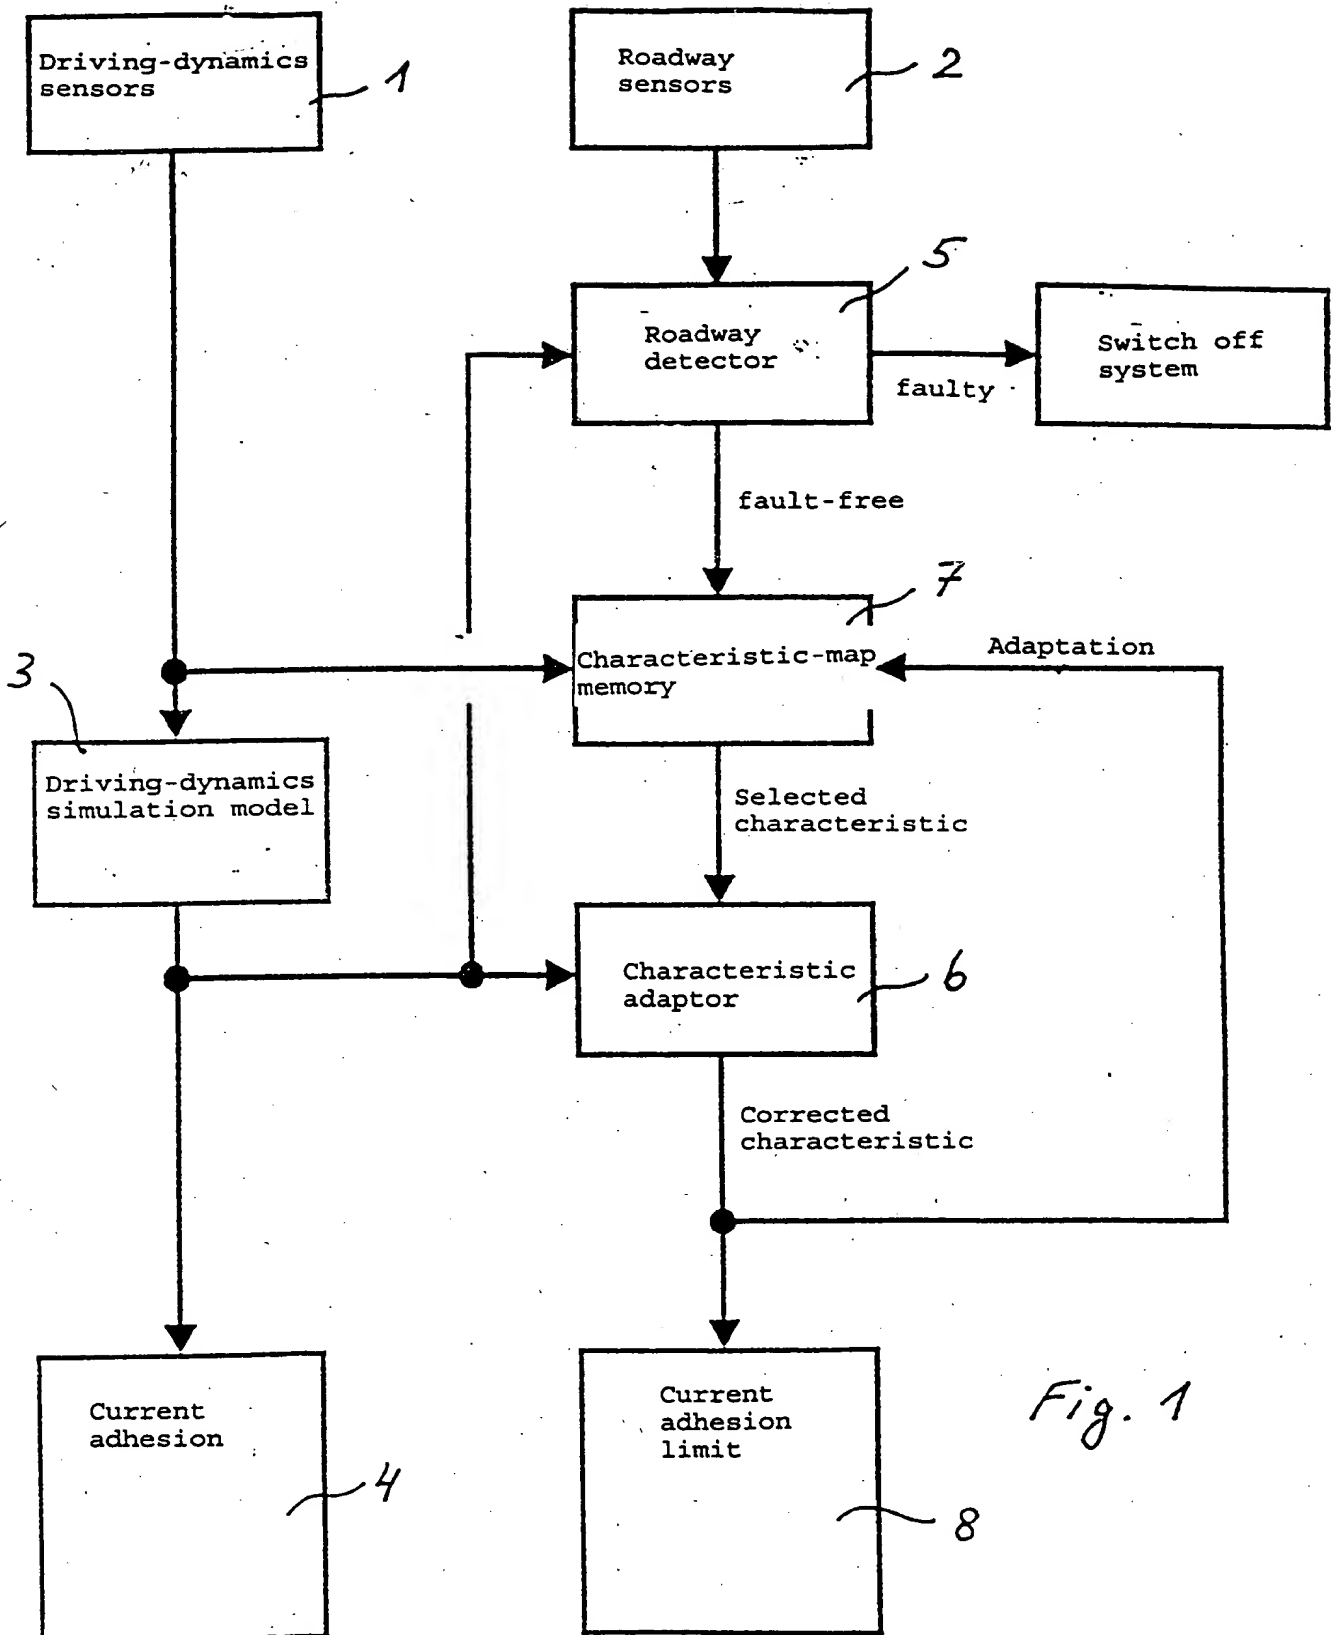 Driving-dynamics
sensors
1
Roadway
sensors
2
5
Roadway
detector
faulty
Switch off
system
fault-free
7
Characteristic-map
memory
Adaptation
3
Driving-dynamics
simulation model
Selected
characteristic
Characteristic
adaptor
6
Corrected
characteristic
Current
adhesion
4
Current
adhesion
limit
8
Fig. 1